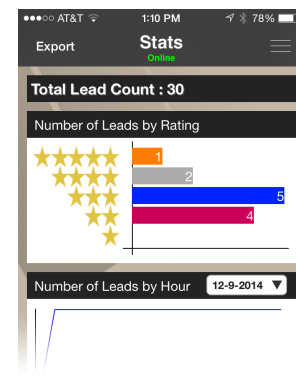 AT&T 1:10 PM 78%
Export Stats
Online
Total Lead Count : 30
Number of Leads by Rating
1
2
5
4
Number of Leads by Hour 12-9-2014